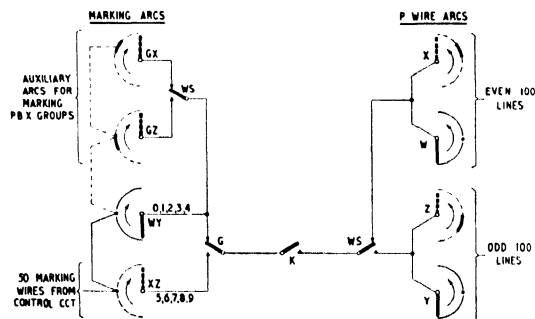 MARKING ARCS
P WIRE ARCS
GX
WS
GZ
AUXILIARY
ARCS FOR
MARKING
PBX GROUPS
X
W
EVEN 100
LINES
0,1,2,3,4
WY
G
K
WS
Z
Y
ODD 100
LINES
50 MARKING
WIRES FROM
CONTROL CCT
XZ
5,6,7,8,9